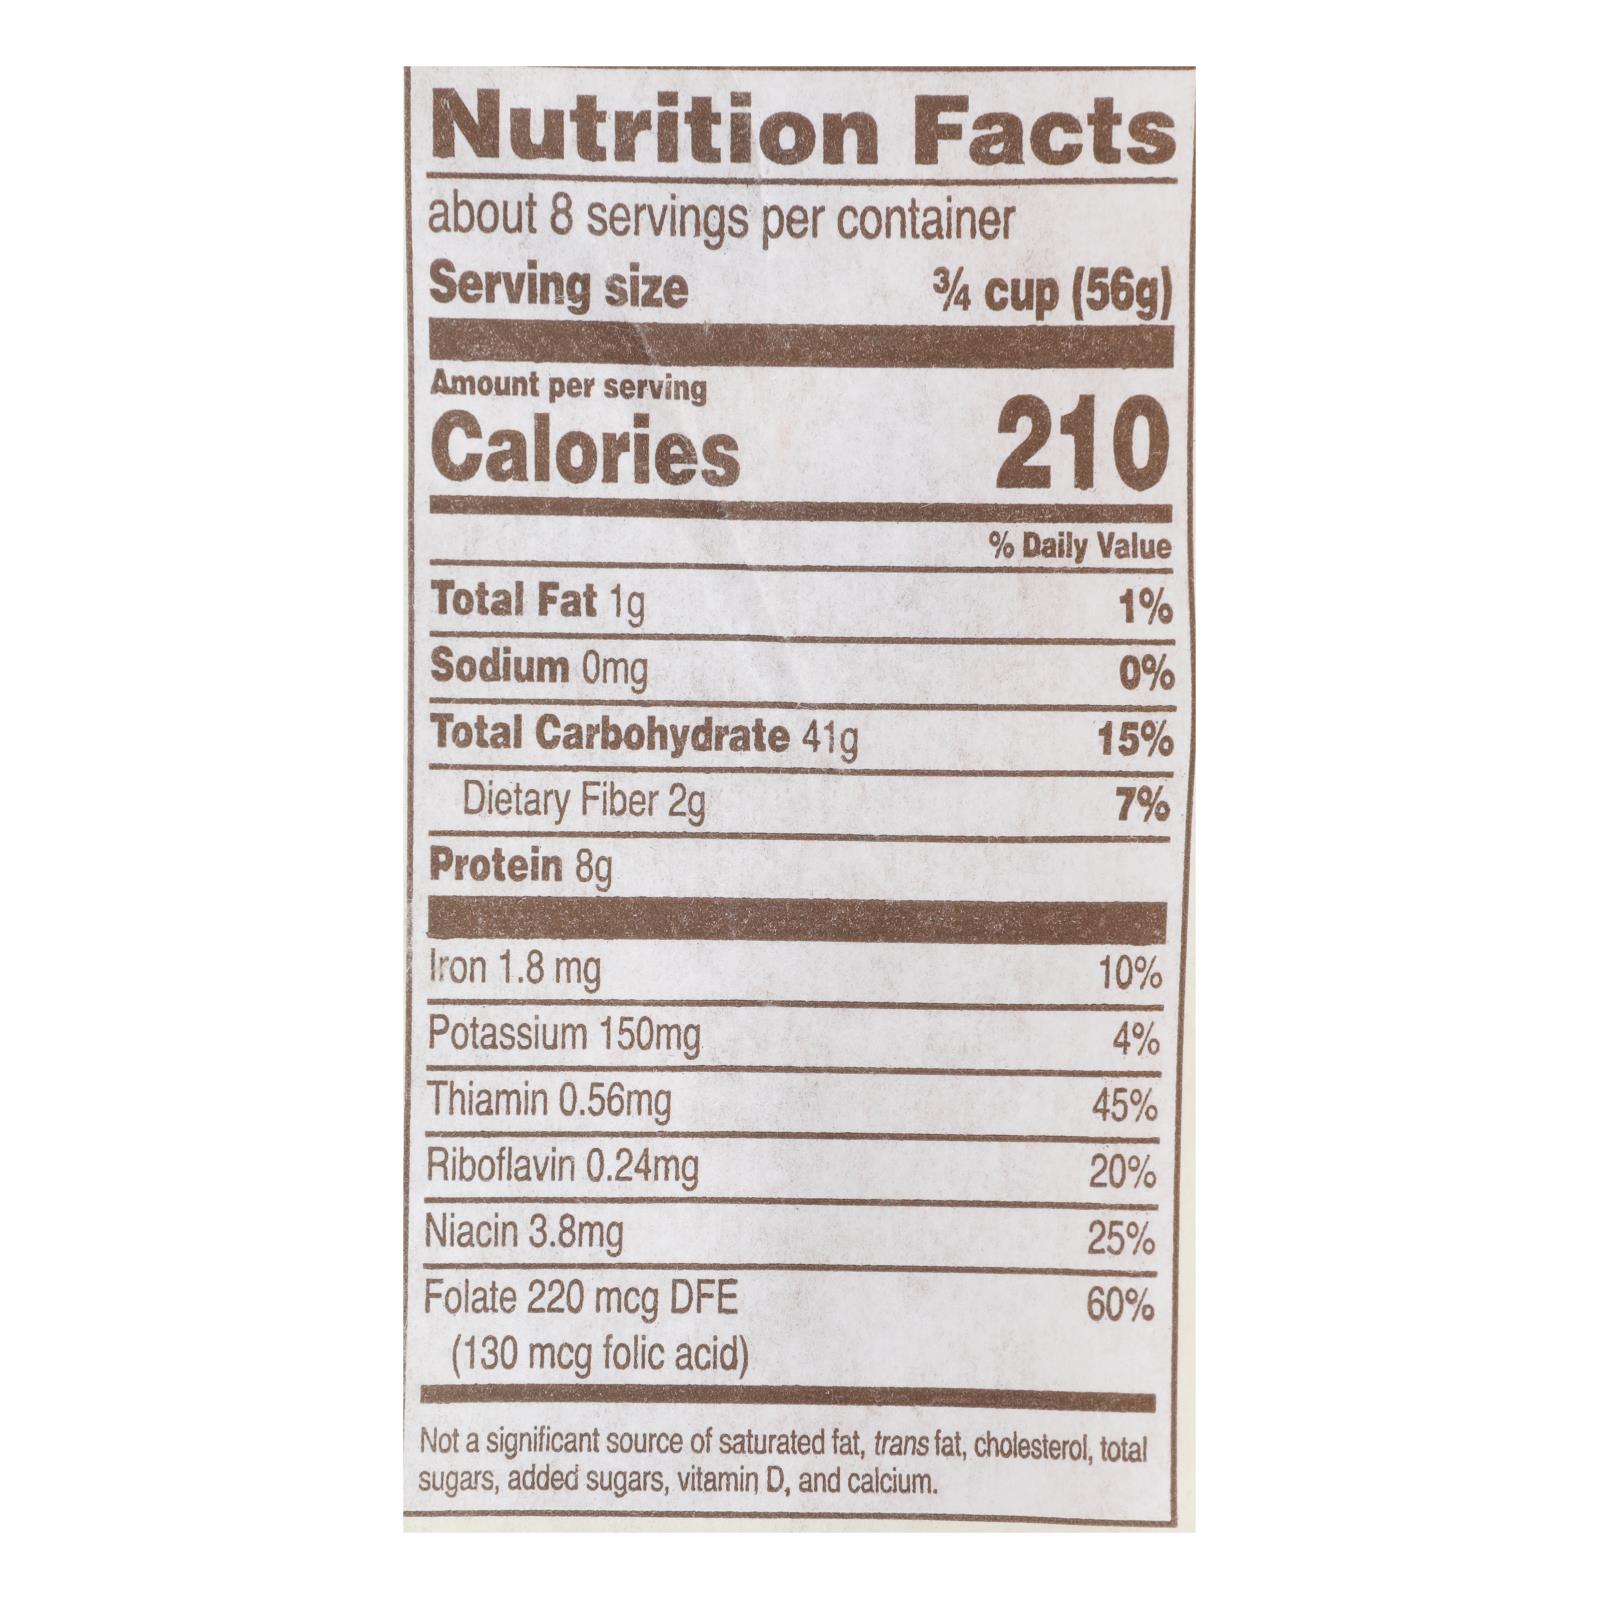 Nutrition Facts
about 8 servings per container
Serving size ¾ cup (56g)
Amount per serving
Calories 210
% Daily Value
Total Fat 1g 1%
Sodium 0mg 0%
Total Carbohydrate 41g 15%
Dietary Fiber 2g 7%
Protein 8g
Iron 1.8 mg 10%
Potassium 150mg 4%
Thiamin 0.56mg 45%
Riboflavin 0.24mg 20%
Niacin 3.8mg 25%
Folate 220 mcg DFE 60%
(130 mcg folic acid)
Not a significant source of saturated fat, trans fat, cholesterol, total
sugars, added sugars, vitamin D, and calcium.